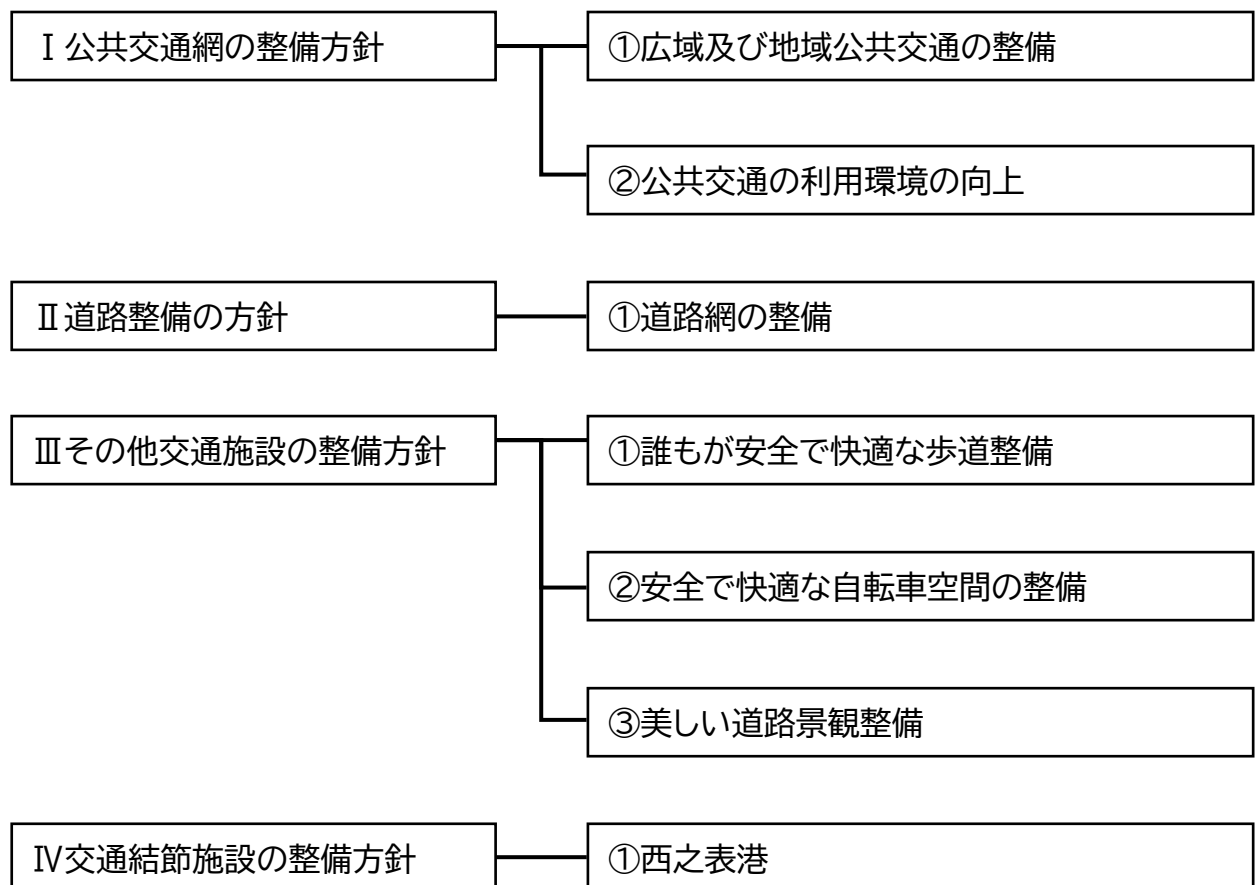 Ⅰ公共交通網の整備方針
①広域及び地域公共交通の整備
②公共交通の利用環境の向上
Ⅱ道路整備の方針
①道路網の整備
Ⅲその他交通施設の整備方針
①誰もが安全で快適な歩道整備
②安全で快適な自転車空間の整備
③美しい道路景観整備
Ⅳ交通結節施設の整備方針
①西之表港